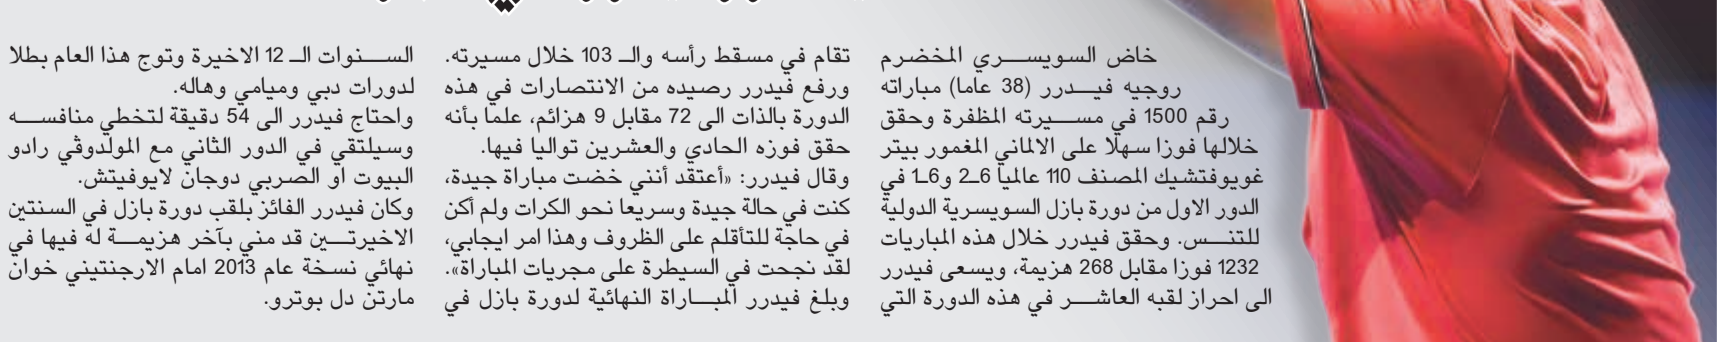 خاض السويسري المخضرم
روجيه فيدرر (38 عاما) مباراته
رقم 1500 في مسيرته المظفرة وحقق
خلالها فوزا سهلا على الالماني المغمور بيتر
غويوفتشيك المصنف 110 عالميا 6ـ2 و6ـ1 في
الدور الاول من دورة بازل السويسرية الدولية
للتنس. وحقق فيدرر خلال هذه المباريات
1232 فوزا مقابل 268 هزيمة، ويسعى فيدرر
الى احراز لقبه العاشر في هذه الدورة التي
تقام في مسقط رأسه والـ 103 خلال مسيرته.
ورفع فيدرر رصيده من الانتصارات في هذه
الدورة بالذات الى 72 مقابل 9 هزائم، علما بأنه
حقق فوزه الحادي والعشرين تواليا فيها.
وقال فيدرر: «أعتقد أنني خضت مباراة جيدة،
كنت في حالة جيدة وسريعا نحو الكرات ولم أكن
في حاجة للتأقلم على الظروف وهذا امر ايجابي،
لقد نجحت في السيطرة على مجريات المباراة».
وبلغ فيدرر المباراة النهائية لدورة بازل في
السنوات الـ 12 الاخيرة وتوج هذا العام بطلا
لدورات دبي وميامي وهاله.
واحتاج فيدرر الى 54 دقيقة لتخطي منافسه
وسيلتقي في الدور الثاني مع المولدوڤي رادو
البيوت او الصربي دوجان لايوفيتش.
وكان فيدرر الفائز بلقب دورة بازل في السنتين
الاخيرتين قد مني بآخر هزيمة له فيها في
نهائي نسخة عام 2013 امام الارجنتيني خوان
مارتن دل بوترو.